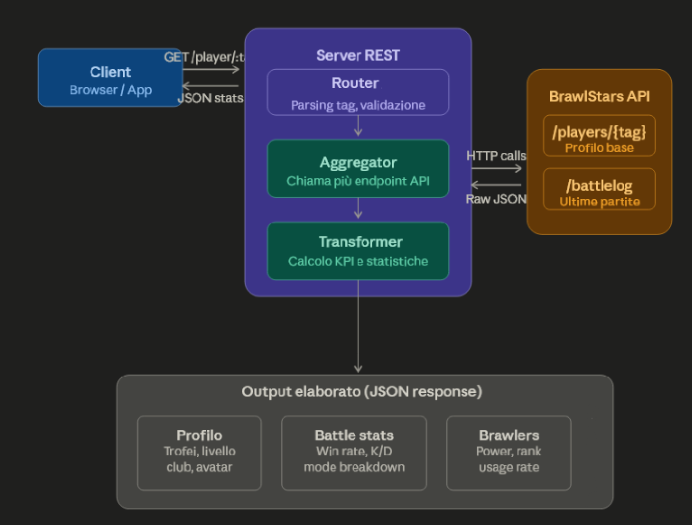 Client
Browser / App
GET /player/:t
JSON stats
Server REST
Router
Parsing tag, validazione
Aggregator
Chiama più endpoint API
Transformer
Calcolo KPI e statistiche
HTTP calls
Raw JSON
BrawlStars API
/players/{tag}
Profilo base
/battlelog
Ultime partite
Output elaborato (JSON response)
Profilo
Trofei, livello
club, avatar
Battle stats
Win rate, K/D
mode breakdown
Brawlers
Power, rank
usage rate